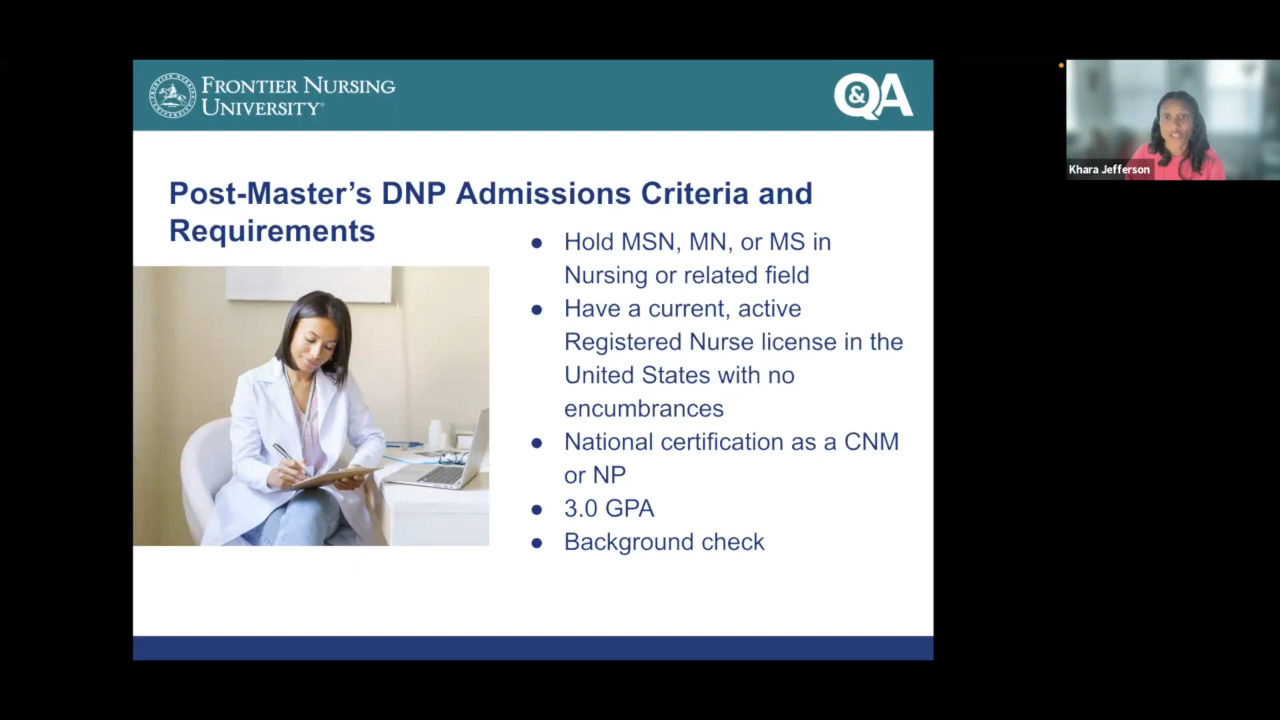 FRONTIER NURSING
UNIVERSITY®
Q&A
Khara Jefferson
Post-Master’s DNP Admissions Criteria and
Requirements
● Hold MSN, MN, or MS in
Nursing or related field
● Have a current, active
Registered Nurse license in the
United States with no
encumbrances
● National certification as a CNM
or NP
● 3.0 GPA
● Background check